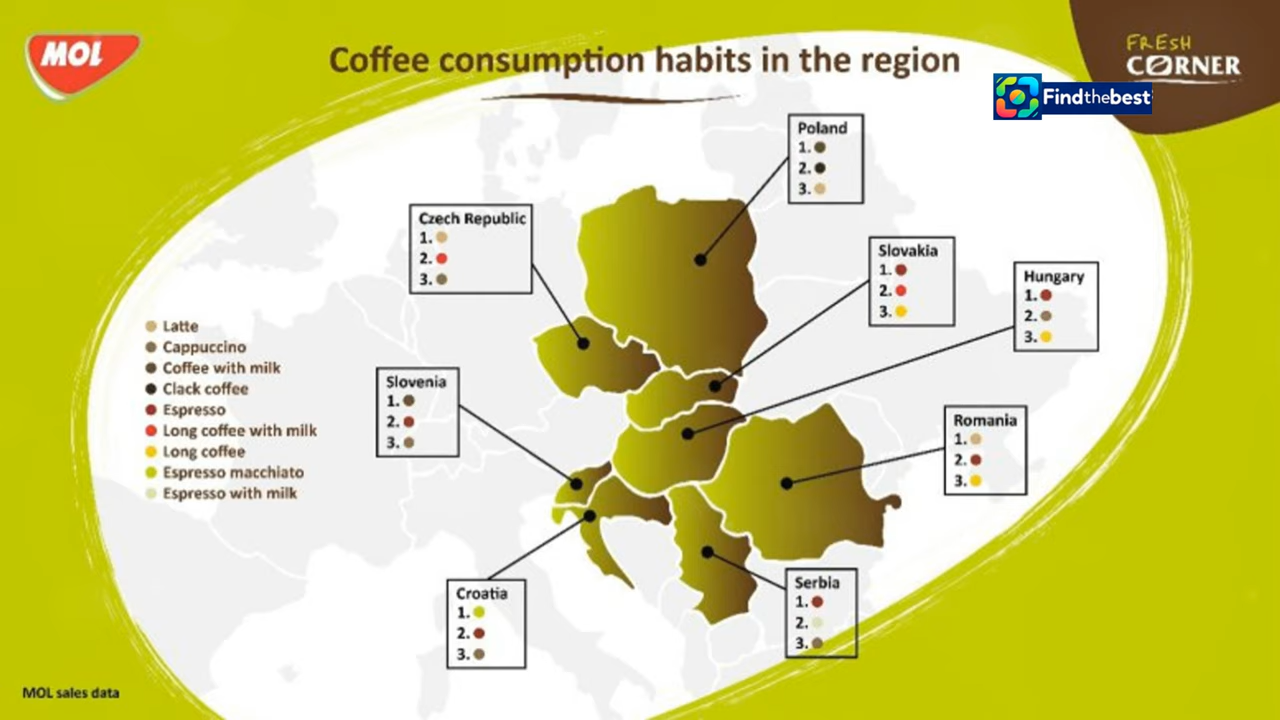 MOL
Coffee consumption habits in the region
FRESH
CORNER
Findthebest
Poland
1.
2.
3.
Czech Republic
1.
2.
3.
Slovakia
1.
2.
3.
Hungary
1.
2.
3.
Latte
Cappuccino
Coffee with milk
Clack coffee
Espresso
Long coffee with milk
Long coffee
Espresso macchiato
Espresso with milk
Slovenia
1.
2.
3.
Romania
1.
2.
3.
Croatia
1.
2.
3.
Serbia
1.
2.
3.
MOL sales data